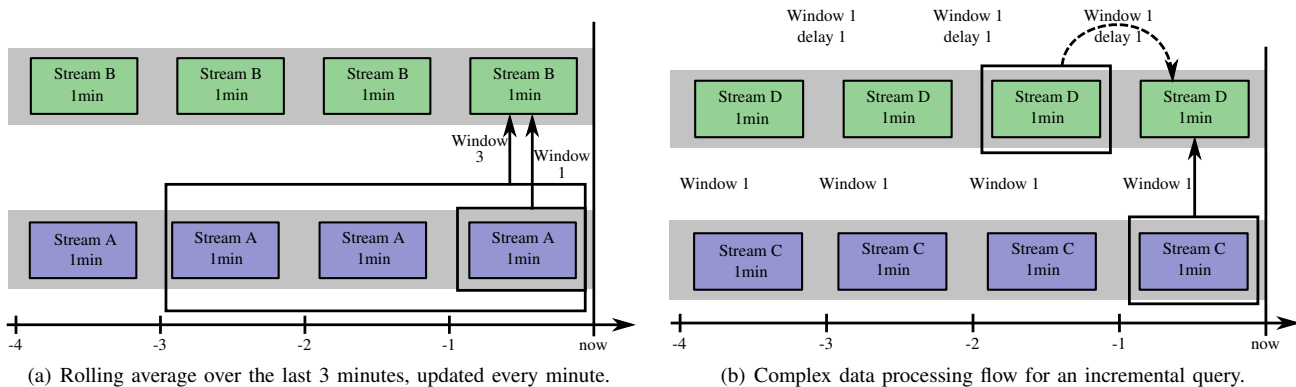 Stream B
1min
Stream B
1min
Stream B
1min
Stream B
1min
Window
3
Window
1
Stream A
1min
Stream A
1min
Stream A
1min
Stream A
1min
-4
-3
-2
-1
now
(a) Rolling average over the last 3 minutes, updated every minute.
Window 1
delay 1
Window 1
delay 1
Window 1
delay 1
Stream D
1min
Stream D
1min
Stream D
1min
Stream D
1min
Window 1
Window 1
Window 1
Window 1
Stream C
1min
Stream C
1min
Stream C
1min
Stream C
1min
-4
-3
-2
-1
now
(b) Complex data processing flow for an incremental query.